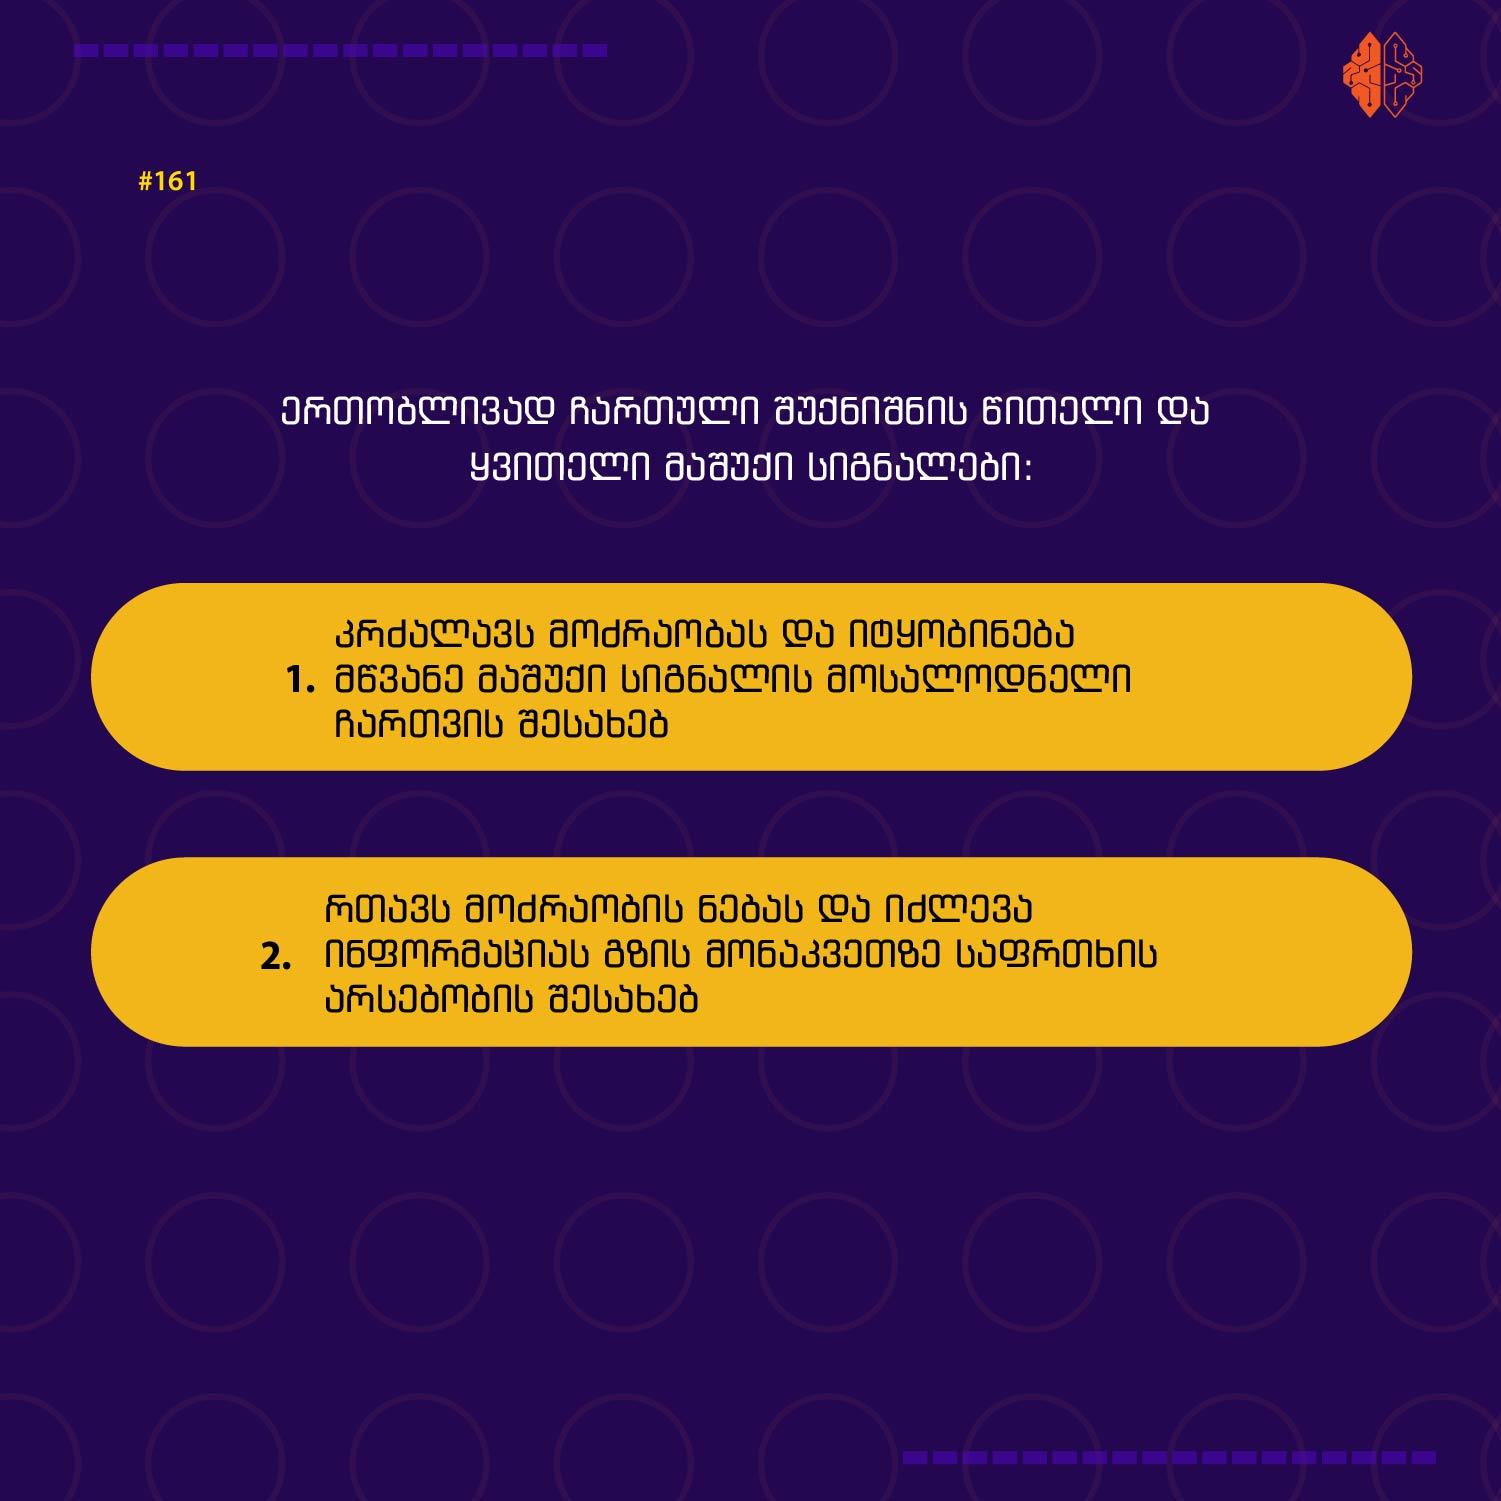 #161
ერთობლივად ჩართული შუქნიშნის წითელი და
ყვითელი მაშუქი სიგნალები:
კრძალავს მოძრაობას და იტყობინება
1. მწვანე მაშუქი სიგნალის მოსალოდნელი
ჩართვის შესახებ
რთავს მოძრაობის ნებას და იძლევა
2. ინფორმაციას გზის მონაკვეთზე საფრთხის
არსებობის შესახებ